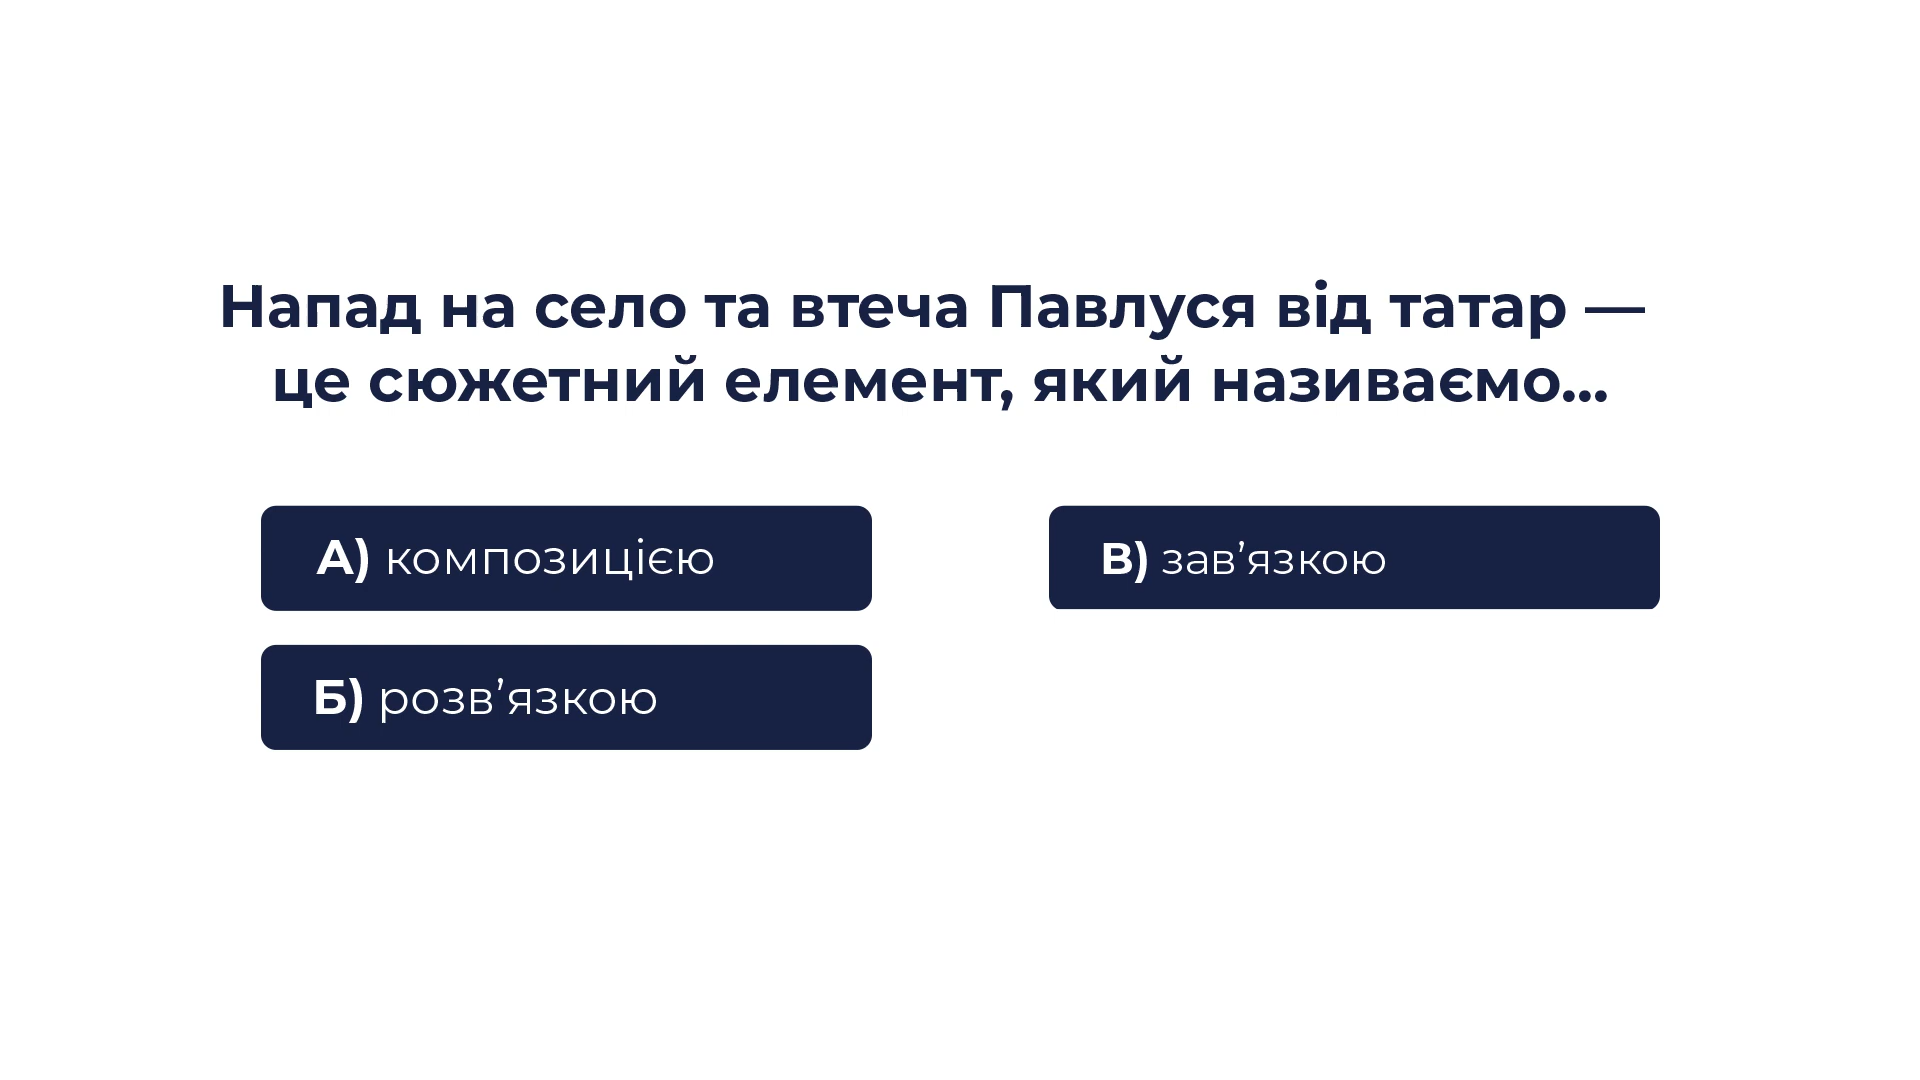 Напад на село та втеча Павлуся від татар —
це сюжетний елемент, який називаємо...
А) композицією
В) зав’язкою
Б) розв’язкою